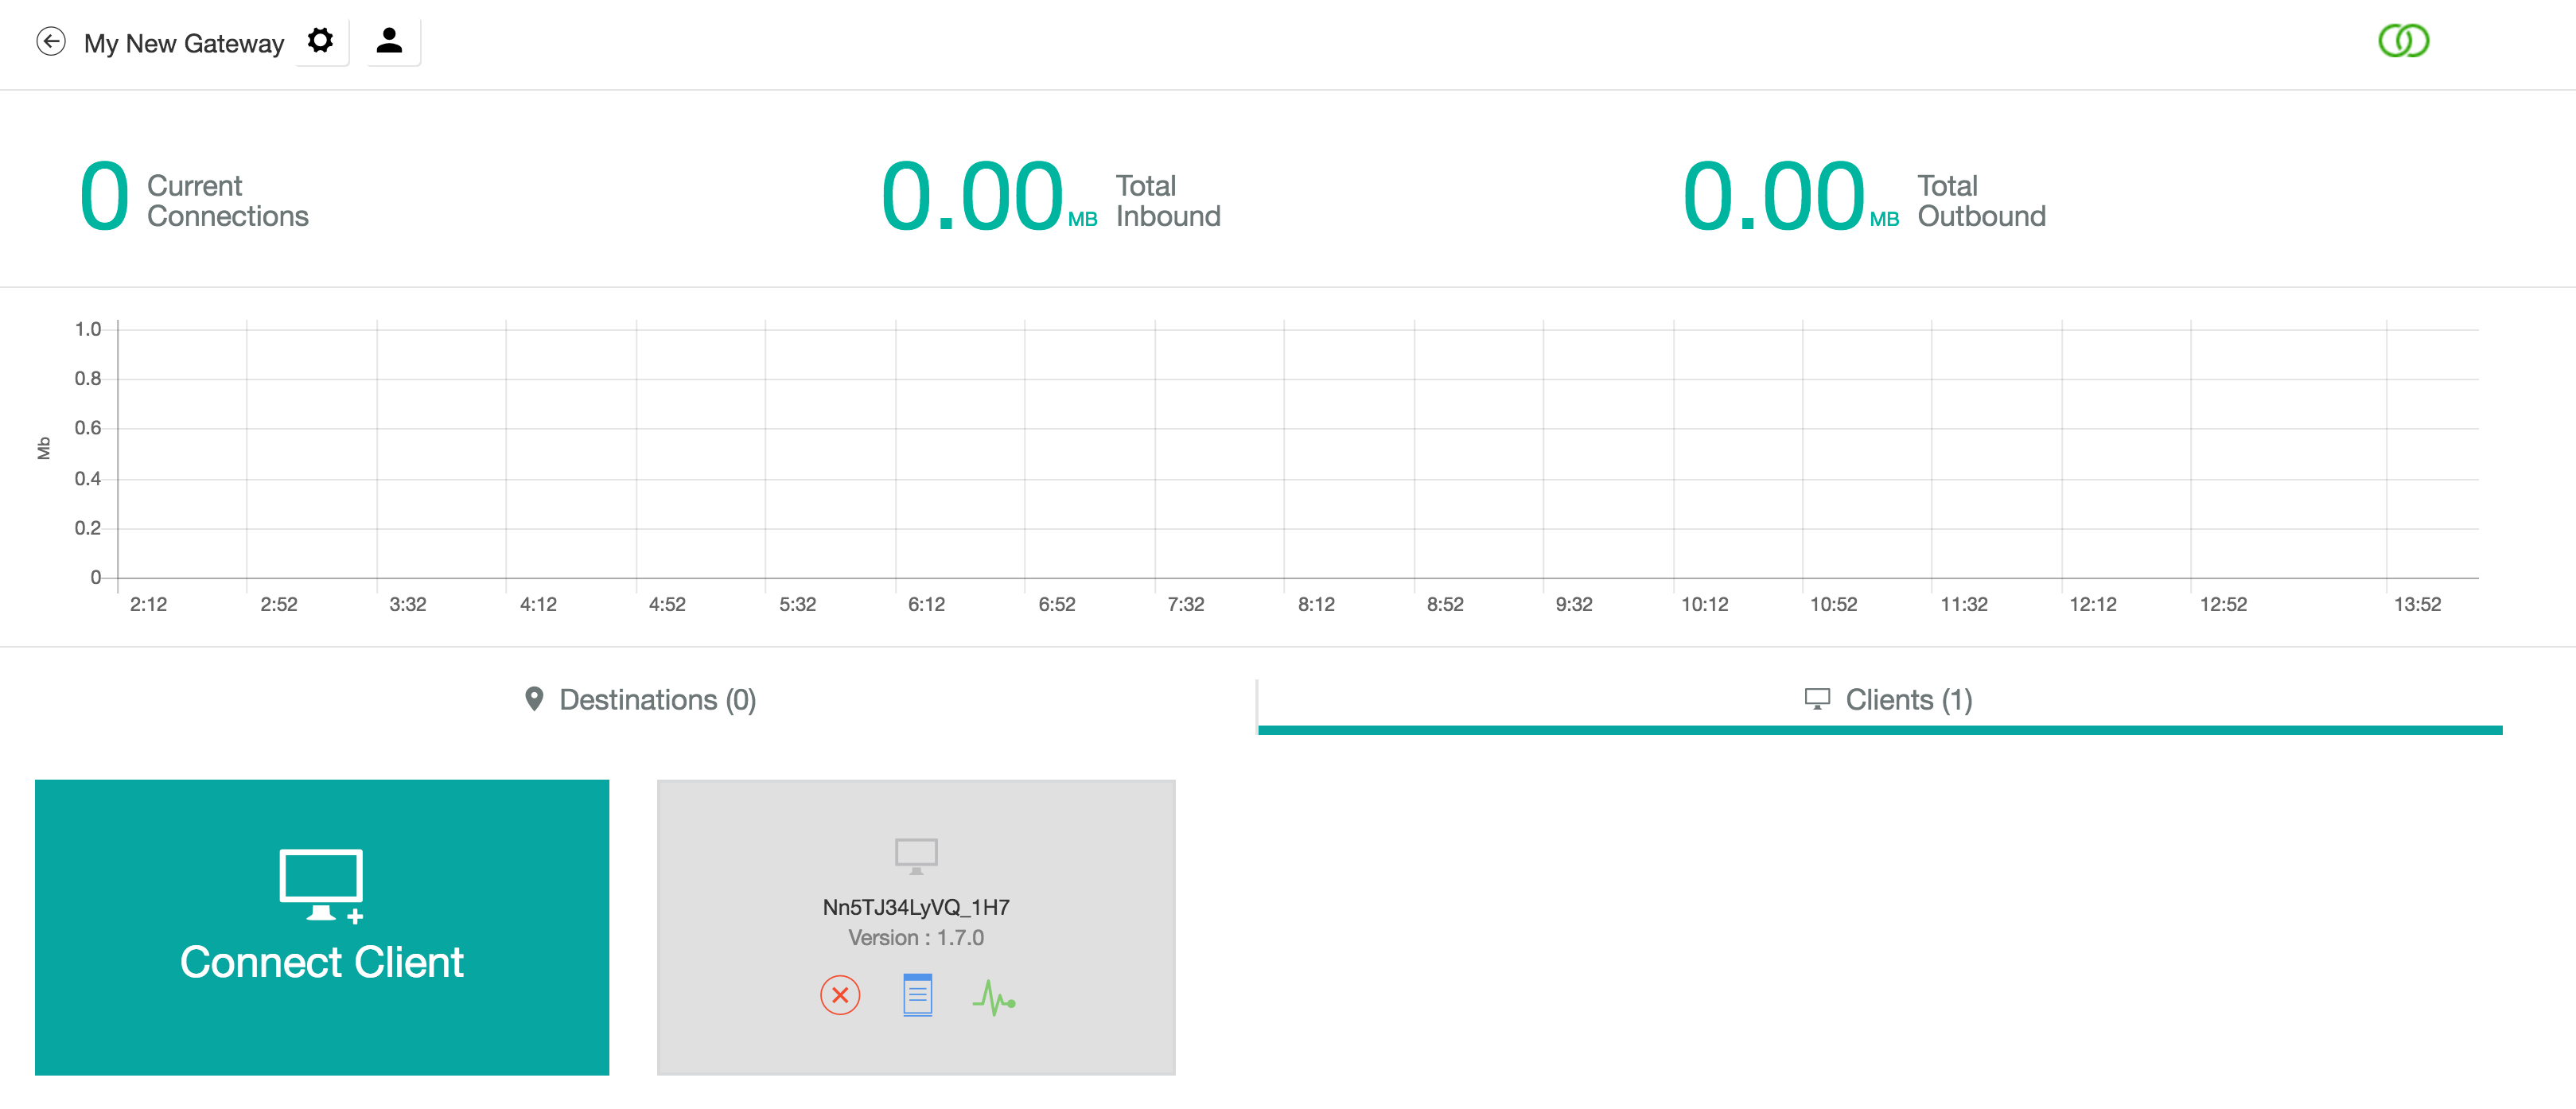 My New Gateway
0 Current
Connections
0.00 MB Total
Inbound
0.00 MB Total
Outbound
Mb
1.0
0.8
0.6
0.4
0.2
0
2:12 2:52 3:32 4:12 4:52 5:32 6:12 6:52 7:32 8:12 8:52 9:32 10:12 10:52 11:32 12:12 12:52 13:52
Destinations (0)
Clients (1)
Connect Client
Nn5TJ34LyVQ_1H7
Version : 1.7.0